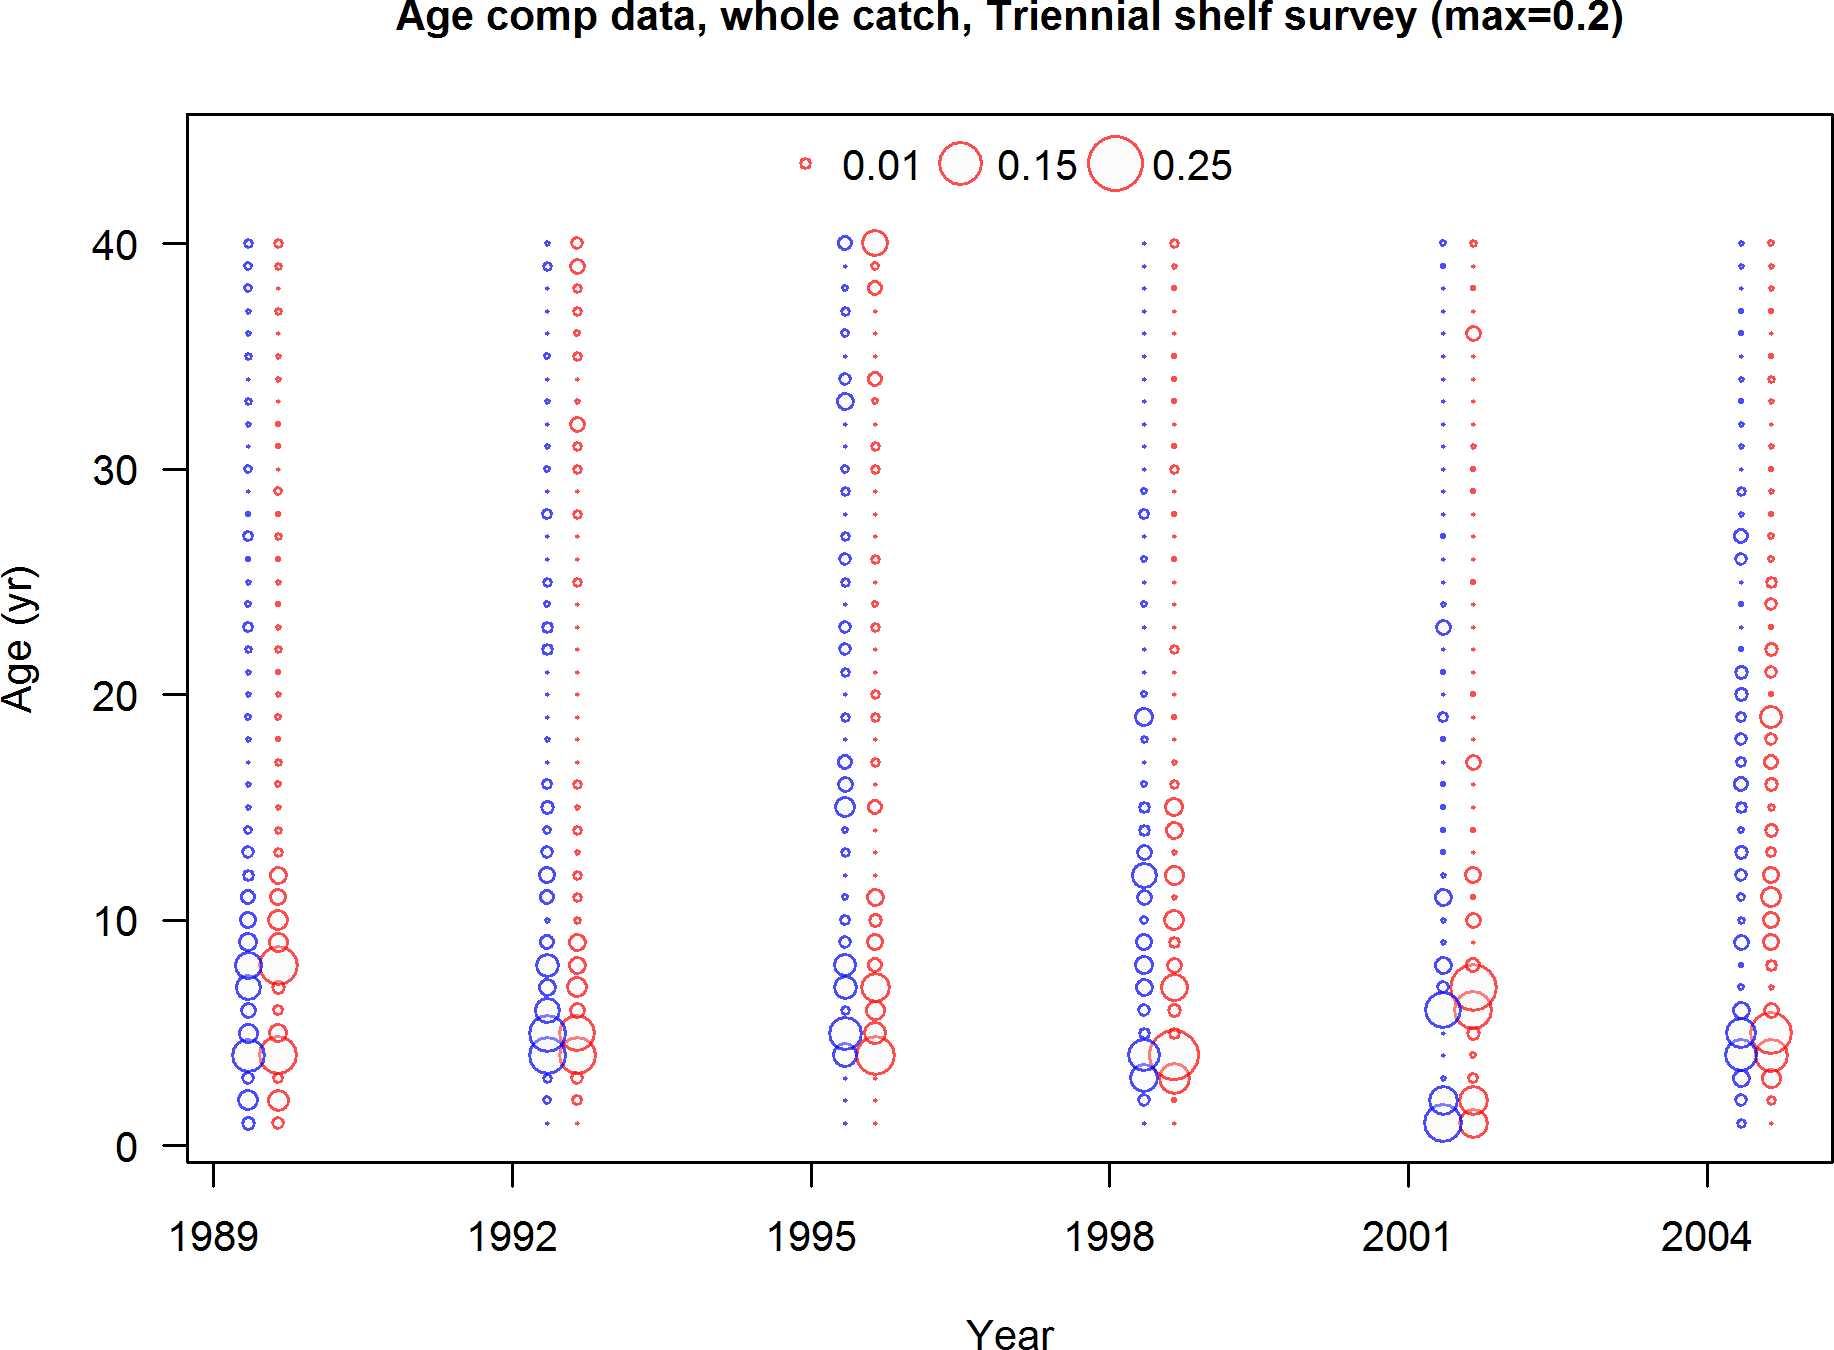 Age comp data, whole catch, Triennial shelf survey (max=0.2)
0.01 0.15 0.25
40
30
20
10
0
Age (yr)
1989 1992 1995 1998 2001 2004
Year